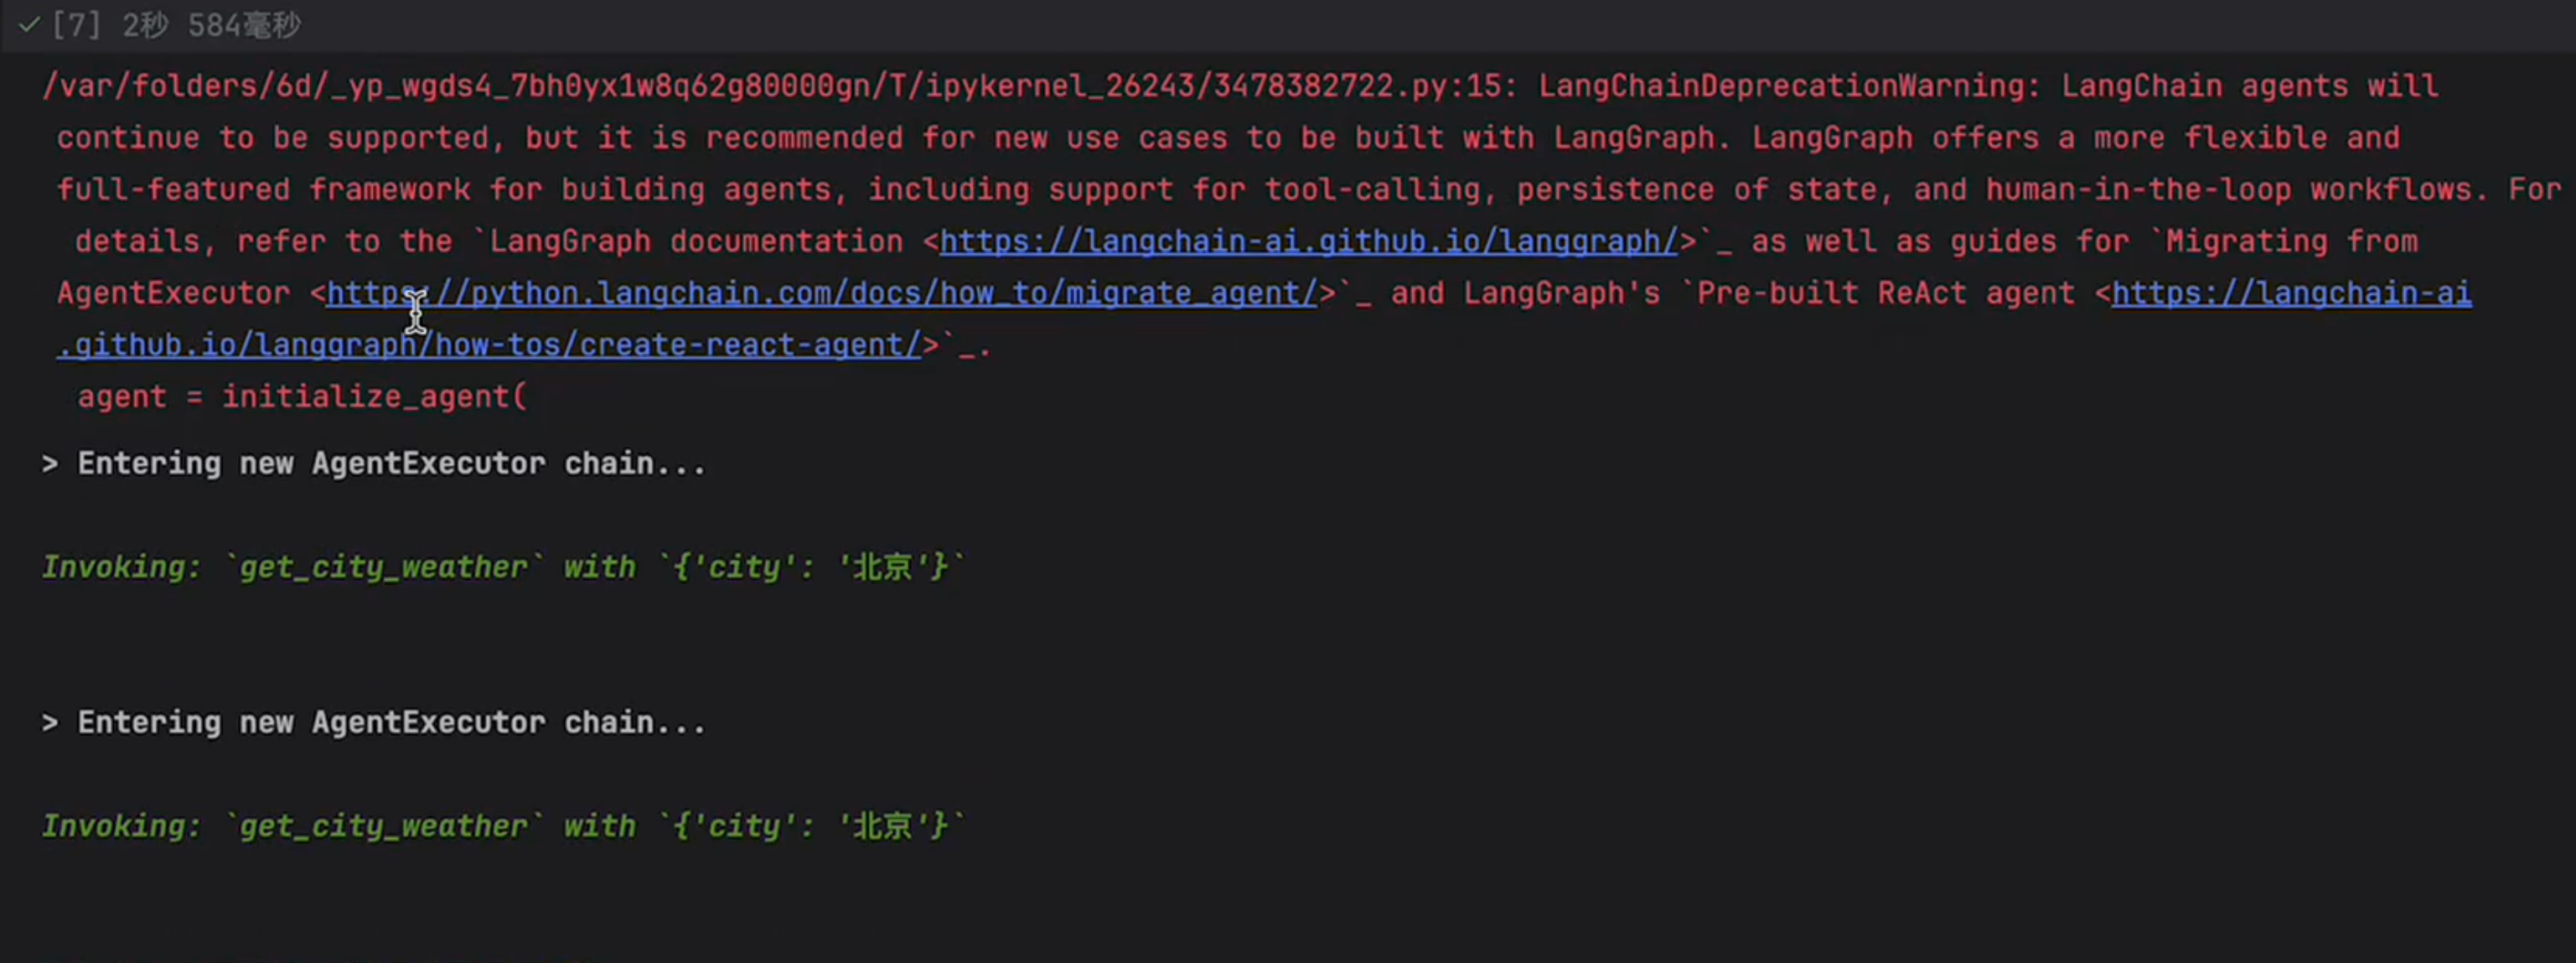 [7] 2秒 584毫秒
/var/folders/6d/_yp_wgds4_7bh0yx1w8q62g80000gn/T/ipykernel_26243/3478382722.py:15: LangChainDeprecationWarning: LangChain agents will
continue to be supported, but it is recommended for new use cases to be built with LangGraph. LangGraph offers a more flexible and
full-featured framework for building agents, including support for tool-calling, persistence of state, and human-in-the-loop workflows. For
details, refer to the `LangGraph documentation <https://langchain-ai.github.io/langgraph/>`_ as well as guides for `Migrating from
AgentExecutor <https://python.langchain.com/docs/how_to/migrate_agent/>`_ and LangGraph's `Pre-built ReAct agent <https://langchain-ai
.github.io/langgraph/how-tos/create-react-agent/>`_.
agent = initialize_agent(
> Entering new AgentExecutor chain...
Invoking: `get_city_weather` with `{'city': '北京'}`
> Entering new AgentExecutor chain...
Invoking: `get_city_weather` with `{'city': '北京'}`